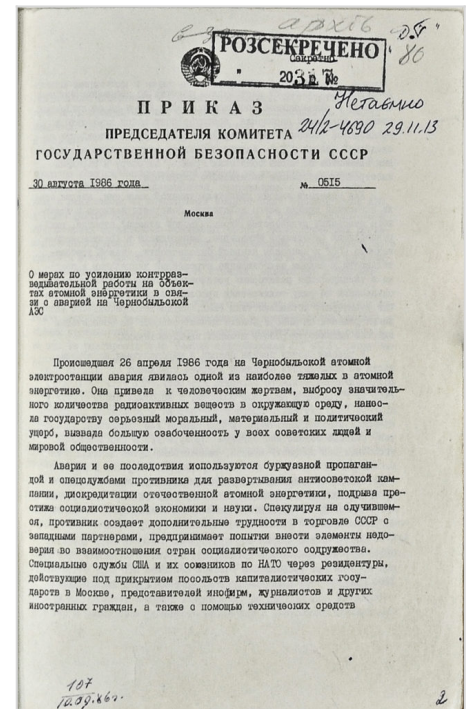 архів
80
РОЗСЕКРЕЧЕНО
Секретно
20 р. №
Нетаємно
24/2-4690 29.11.13
ПРИКАЗ
ПРЕДСЕДАТЕЛЯ КОМИТЕТА
ГОСУДАРСТВЕННОЙ БЕЗОПАСНОСТИ СССР
30 августа 1986 года № 0515
Москва
О мерах по усилению контрраз-
ведывательной работы на объек-
тах атомной энергетики в свя-
зи с аварией на Чернобыльской
АЭС
Происшедшая 26 апреля 1986 года на Чернобыльской атомной
электростанции авария явилась одной из наиболее тяжелых в атомной
энергетике. Она привела к человеческим жертвам, выбросу значитель-
ного количества радиоактивных веществ в окружающую среду, нанес-
ла государству серьезный моральный, материальный и политический
ущерб, вызвала большую озабоченность у всех советских людей и
мировой общественности.
Авария и ее последствия используются буржуазной пропаган-
дой и спецслужбами противника для развертывания антисоветской кам-
пании, дискредитации отечественной атомной энергетики, подрыва пре-
стижа социалистической экономики и науки. Спекулируя на случившем-
ся, противник создает дополнительные трудности в торговле СССР с
западными партнерами, предпринимает попытки внести элементы недо-
верия во взаимоотношения стран социалистического содружества.
Специальные службы США и их союзников по НАТО через резидентуры,
действующие под прикрытием посольств капиталистических госу-
дарств в Москве, представителей инофирм, журналистов и других
иностранных граждан, а также с помощью технических средств
107
10.09.86г.
2